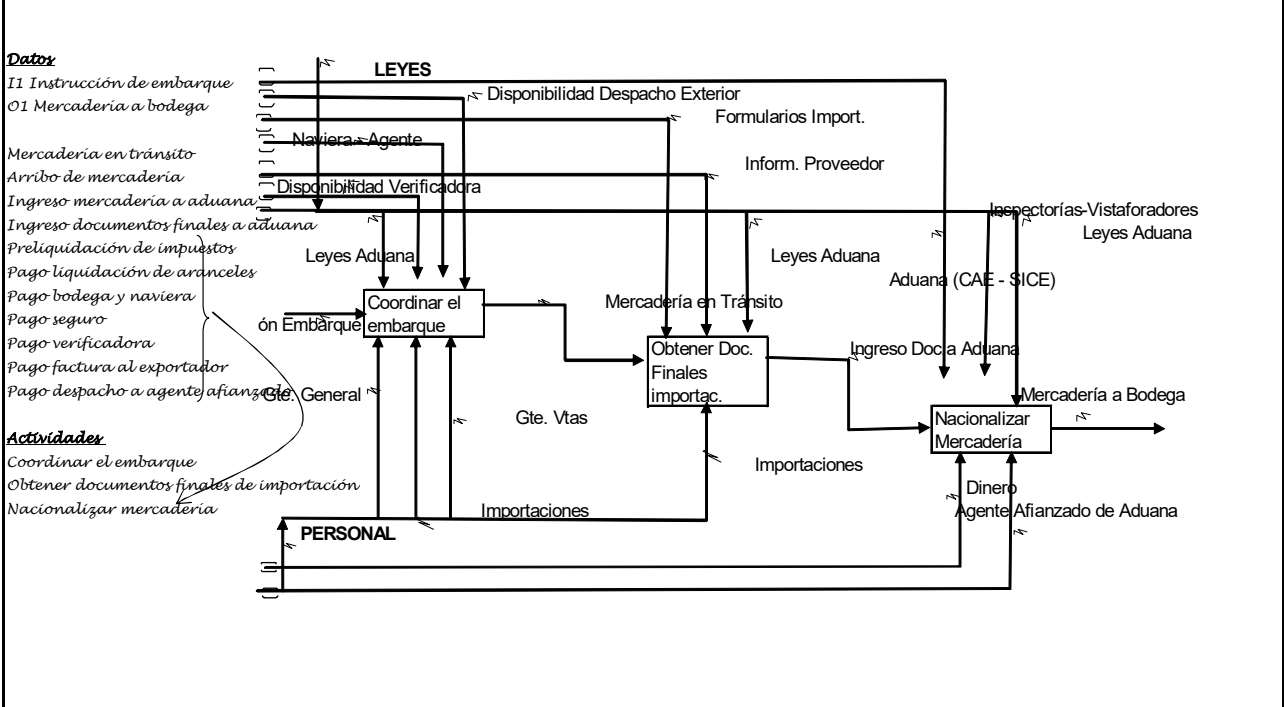 Datos
I1 Instrucción de embarque
O1 Mercadería a bodega
Mercadería en tránsito
Arribo de mercadería
Ingreso mercadería a aduana
Ingreso documentos finales a aduana
Preliquidación de impuestos
Pago liquidación de aranceles
Pago bodega y naviera
Pago seguro
Pago verificadora
Pago factura al exportador
Pago despacho a agente afianzado
Actividades
Coordinar el embarque
Obtener documentos finales de importación
Nacionalizar mercadería
LEYES
Disponibilidad Despacho Exterior
Formularios Import.
Naviera - Agente
Inform. Proveedor
Disponibilidad Verificadora
Inspectorías-Vistaforadores
Leyes Aduana
Leyes Aduana
Leyes Aduana
Aduana (CAE - SICE)
Mercadería en Tránsito
ón Embarque
Coordinar el
embarque
Obtener Doc.
Finales
importac.
Ingreso Doc a Aduana
Gte. General
Gte. Vtas
Mercadería a Bodega
Nacionalizar
Mercadería
Importaciones
Dinero
Importaciones
Agente Afianzado de Aduana
PERSONAL